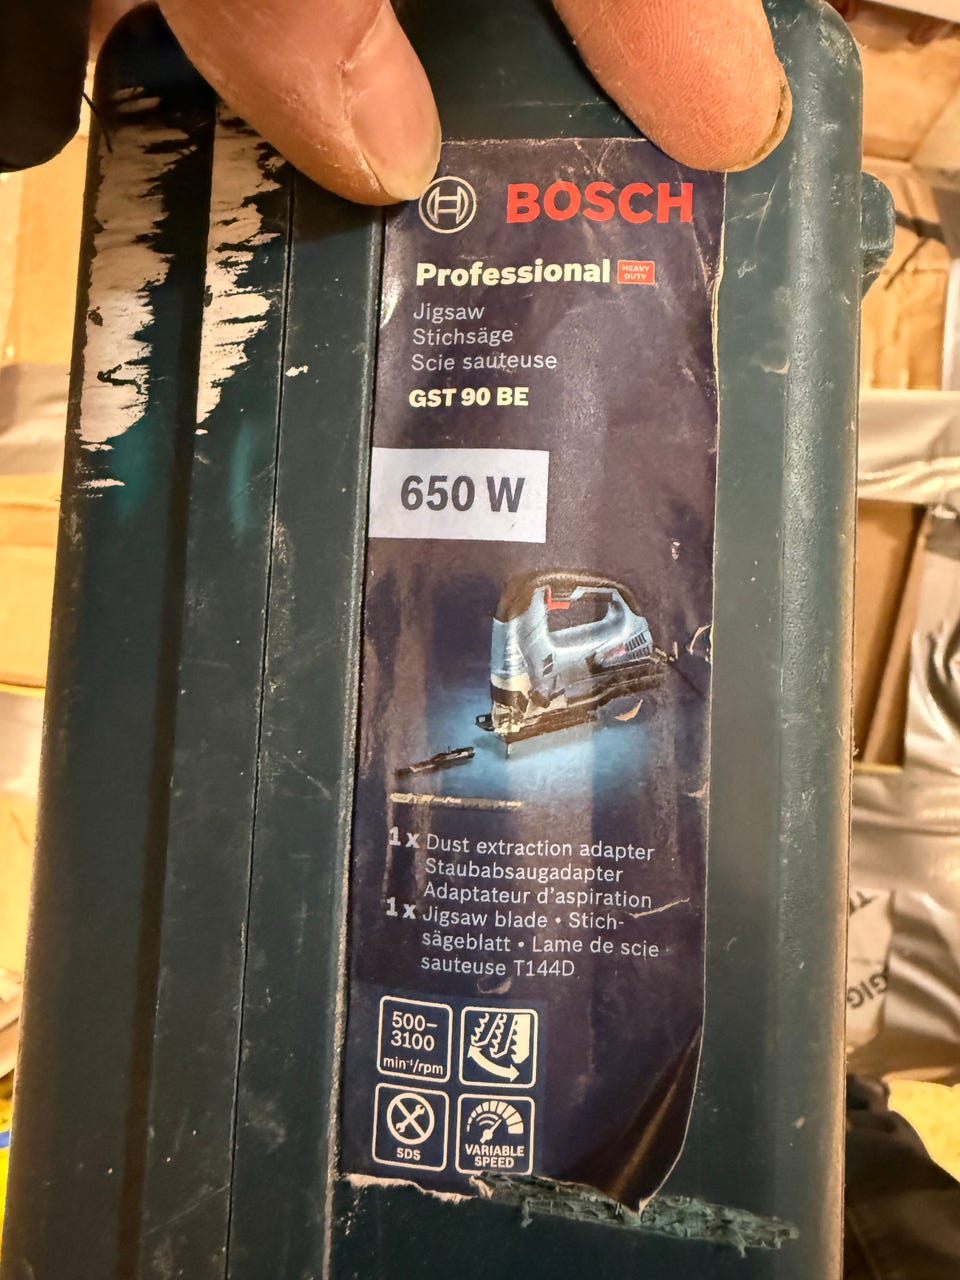 BOSCH
Professional HEAVY DUTY
Jigsaw
Stichsäge
Scie sauteuse
GST 90 BE
650 W
1 x Dust extraction adapter
Staubabsaugadapter
Adaptateur d'aspiration
1 x Jigsaw blade • Stich-
sägeblatt • Lame de scie
sauteuse T144D
500–
3100
min⁻¹/rpm
SDS
VARIABLE
SPEED